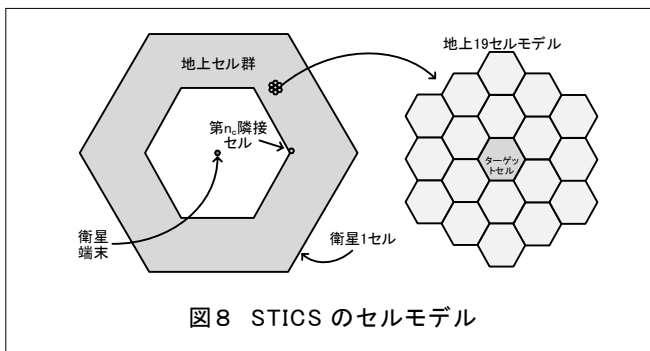 地上セル群
第nc隣接
セル
衛星
端末
衛星1セル
地上19セルモデル
ターゲッ
トセル
図8 STICS のセルモデル